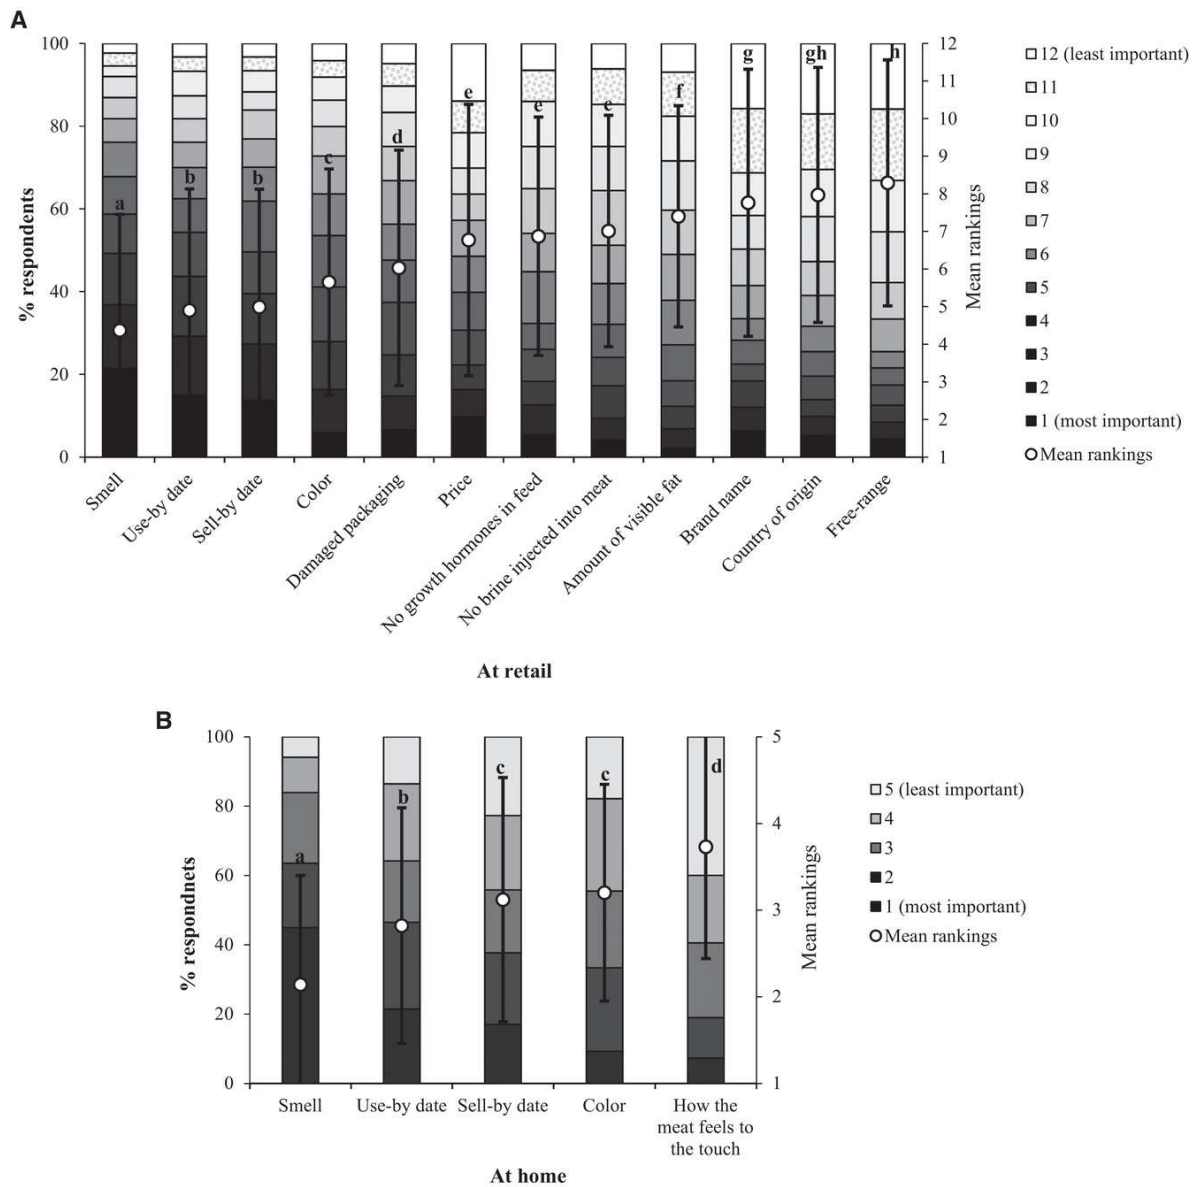 A
100
80
60
40
20
0
% respondents
12
11
10
9
8
7
6
5
4
3
2
1
Mean rankings
a
b
b
c
d
e
e
e
f
g
gh
h
12 (least important)
11
10
9
8
7
6
5
4
3
2
1 (most important)
Mean rankings
Smell
Use-by date
Sell-by date
Color
Damaged packaging
Price
No growth hormones in feed
No brine injected into meat
Amount of visible fat
Brand name
Country of origin
Free-range
At retail
B
100
80
60
40
20
0
% respondnets
5
4
3
2
1
Mean rankings
a
b
c
c
d
5 (least important)
4
3
2
1 (most important)
Mean rankings
Smell
Use-by date
Sell-by date
Color
How the
meat feels to
the touch
At home